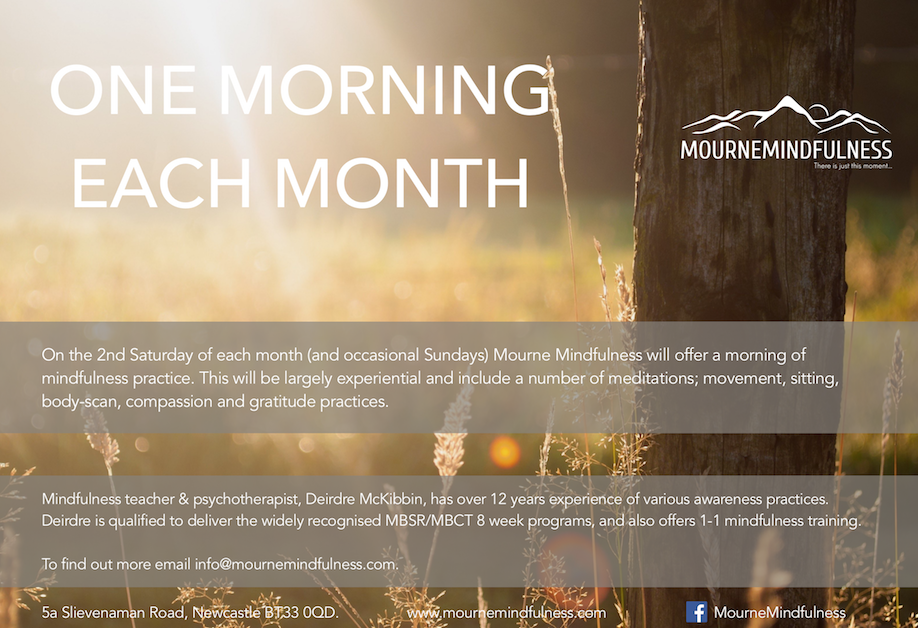 ONE MORNING
EACH MONTH
MOURNEMINDFULNESS
There is just this moment...
On the 2nd Saturday of each month (and occasional Sundays) Mourne Mindfulness will offer a morning of
mindfulness practice. This will be largely experiential and include a number of meditations; movement, sitting,
body-scan, compassion and gratitude practices.
Mindfulness teacher & psychotherapist, Deirdre McKibbin, has over 12 years experience of various awareness practices.
Deirdre is qualified to deliver the widely recognised MBSR/MBCT 8 week programs, and also offers 1-1 mindfulness training.
To find out more email info@mournemindfulness.com.
5a Slievenaman Road, Newcastle BT33 0QD. www.mournemindfulness.com f MourneMindfulness